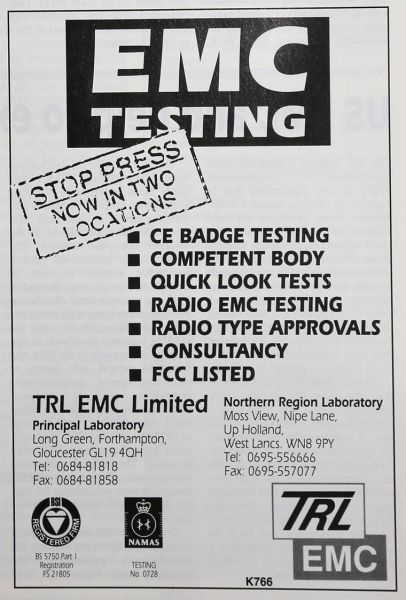 EMC
TESTING
STOP PRESS
NOW IN TWO
LOCATIONS
■ CE BADGE TESTING
■ COMPETENT BODY
■ QUICK LOOK TESTS
■ RADIO EMC TESTING
■ RADIO TYPE APPROVALS
■ CONSULTANCY
■ FCC LISTED
TRL EMC Limited
Principal Laboratory
Long Green, Forthampton,
Gloucester GL19 4QH
Tel: 0684-81818
Fax: 0684-81858
Northern Region Laboratory
Moss View, Nipe Lane,
Up Holland,
West Lancs. WN8 9PY
Tel: 0695-556666
Fax: 0695-557077
BSI
REGISTERED FIRM
BS 5750 Part 1
Registration
FS 21805
NAMAS
TESTING
No. 0728
TRL
EMC
K766